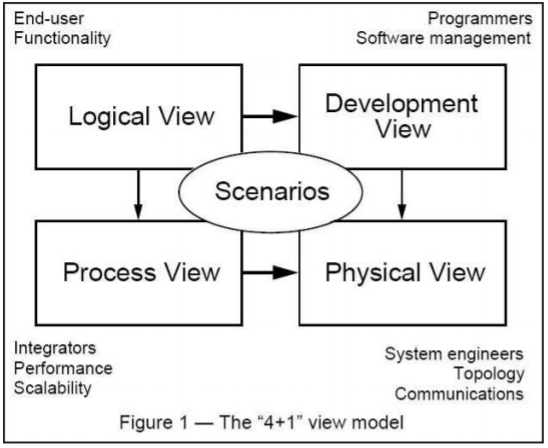 End-user
Functionality
Programmers
Software management
Logical View
Development
View
Scenarios
Process View
Physical View
Integrators
Performance
Scalability
System engineers
Topology
Communications
Figure 1 — The “4+1” view model